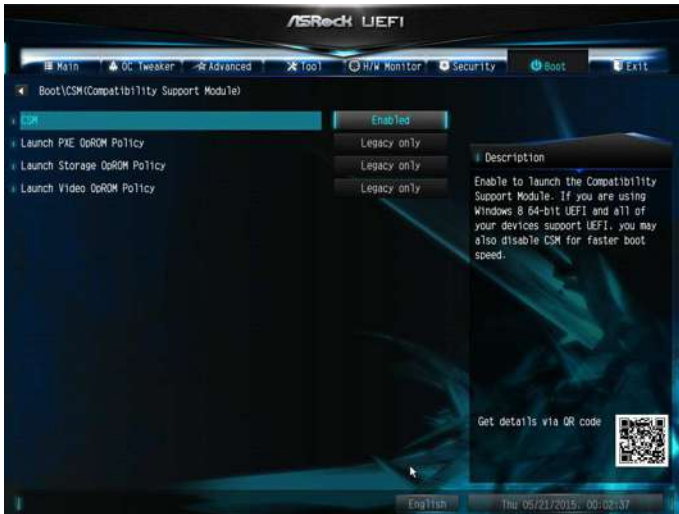 ASRock UEFI
Main OC Tweaker Advanced Tool H/W Monitor Security Boot Exit
Boot\CSM(Compatibility Support Module)
CSM Enabled
Launch PXE OpROM Policy Legacy only
Launch Storage OpROM Policy Legacy only
Launch Video OpROM Policy Legacy only
Description
Enable to launch the Compatibility
Support Module. If you are using
Windows 8 64-bit UEFI and all of
your devices support UEFI, you may
also disable CSM for faster boot
speed.
Get details via QR code
English Thu 05/21/2015, 00:02:37